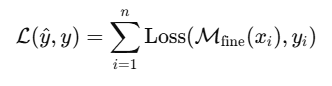 $\mathcal{L}(\hat{y}, y) = \sum_{i=1}^{n} \text{Loss}(\mathcal{M}_{\text{fine}}(x_i), y_i)$